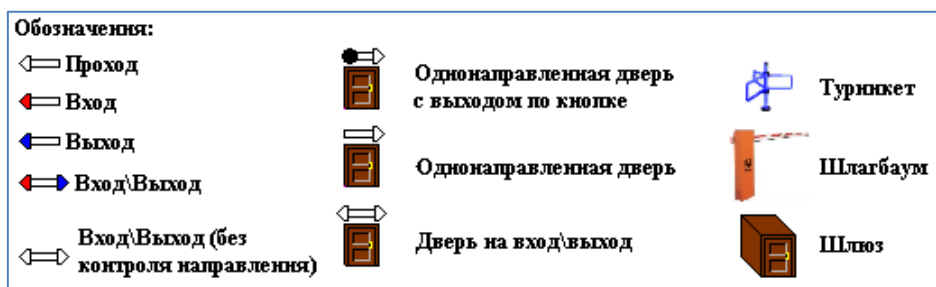 Обозначения:
Проход
Вход
Выход
Вход\Выход
Вход\Выход (без
контроля направления)
Однонаправленная дверь
с выходом по кнопке
Однонаправленная дверь
Дверь на вход\выход
Турникет
Шлагбаум
Шлюз